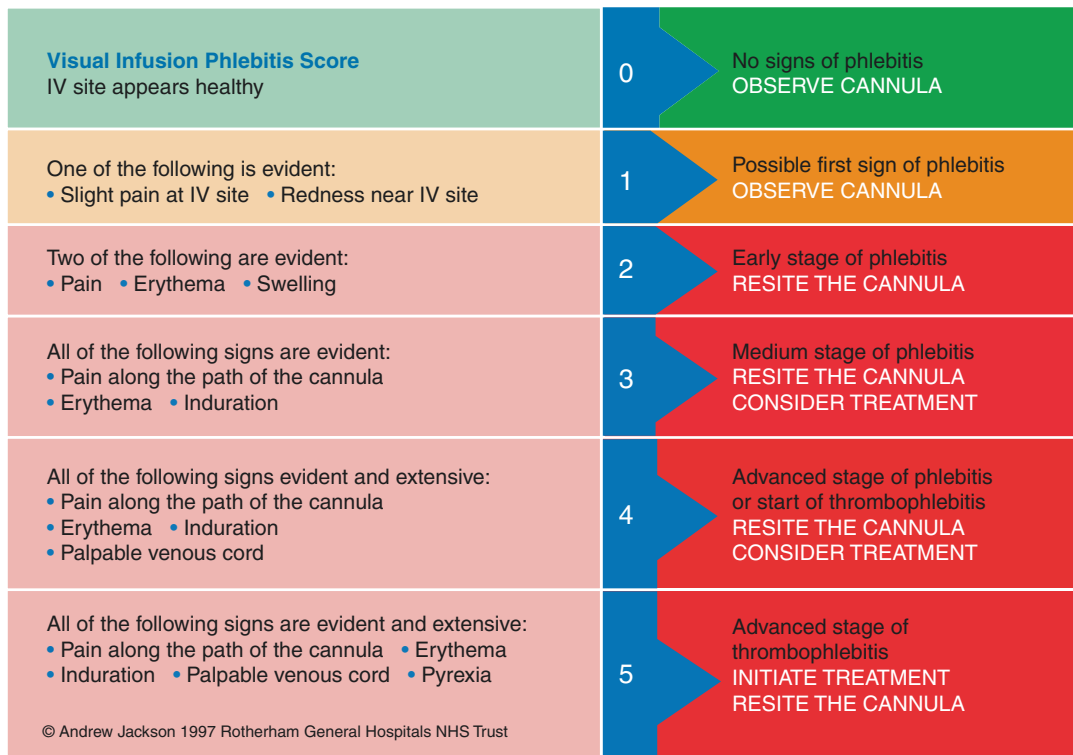 Visual Infusion Phlebitis Score
IV site appears healthy
0
No signs of phlebitis
OBSERVE CANNULA
One of the following is evident:
• Slight pain at IV site • Redness near IV site
1
Possible first sign of phlebitis
OBSERVE CANNULA
Two of the following are evident:
• Pain • Erythema • Swelling
2
Early stage of phlebitis
RESITE THE CANNULA
All of the following signs are evident:
• Pain along the path of the cannula
• Erythema • Induration
3
Medium stage of phlebitis
RESITE THE CANNULA
CONSIDER TREATMENT
All of the following signs evident and extensive:
• Pain along the path of the cannula
• Erythema • Induration
• Palpable venous cord
4
Advanced stage of phlebitis
or start of thrombophlebitis
RESITE THE CANNULA
CONSIDER TREATMENT
All of the following signs are evident and extensive:
• Pain along the path of the cannula • Erythema
• Induration • Palpable venous cord • Pyrexia
5
Advanced stage of
thrombophlebitis
INITIATE TREATMENT
RESITE THE CANNULA
© Andrew Jackson 1997 Rotherham General Hospitals NHS Trust